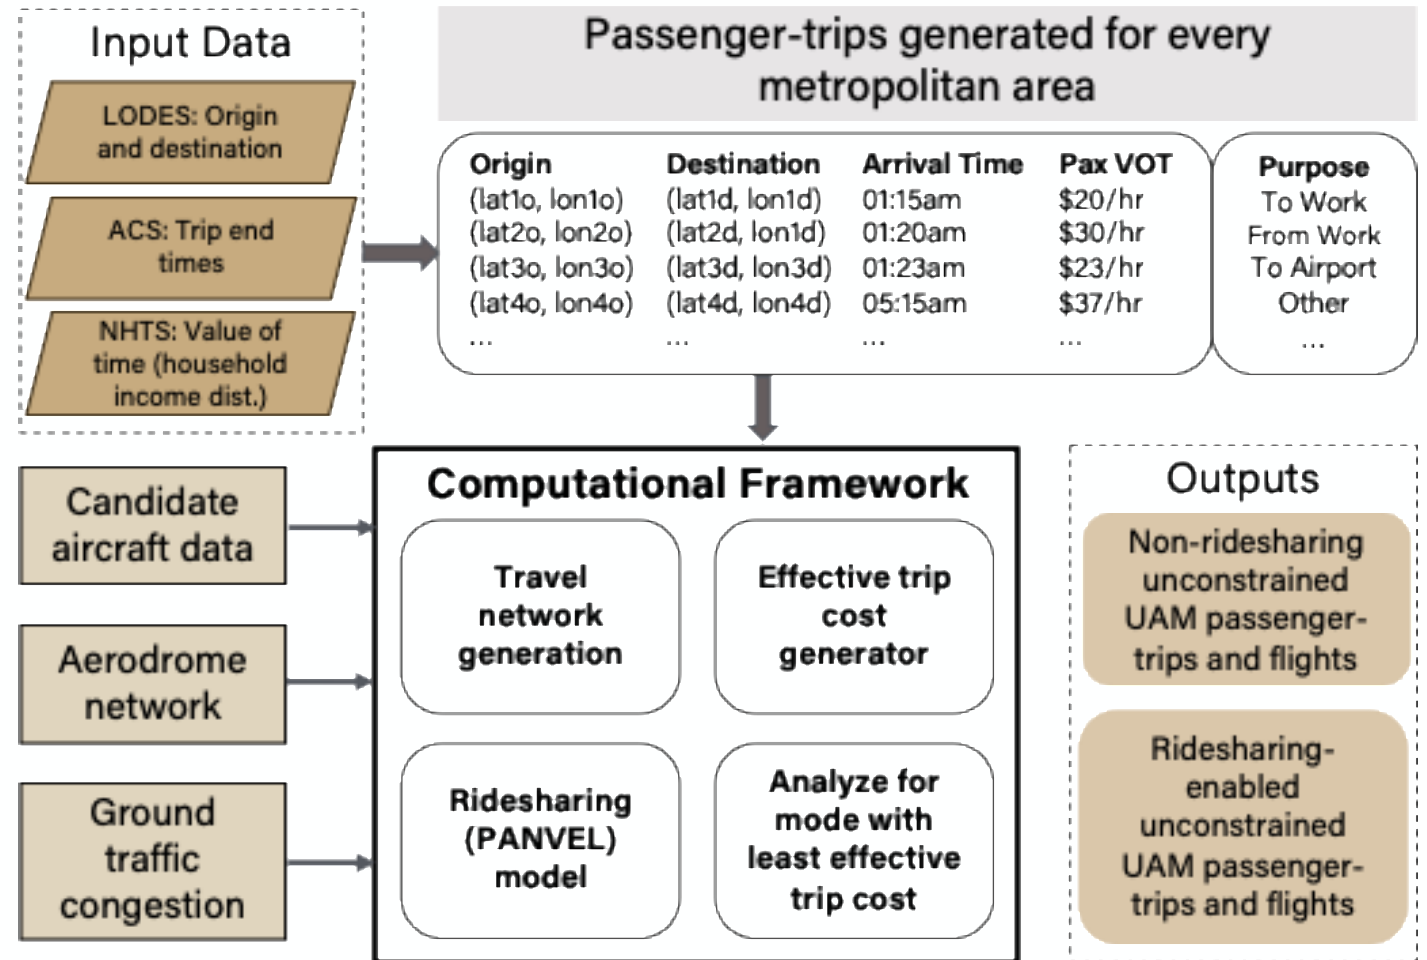 Input Data
LODES: Origin
and destination
ACS: Trip end
times
NHTS: Value of
time (household
income dist.)
Passenger-trips generated for every
metropolitan area
Origin Destination Arrival Time Pax VOT Purpose
(lat1o, lon1o) (lat1d, lon1d) 01:15am $20/hr To Work
(lat2o, lon2o) (lat2d, lon1d) 01:20am $30/hr From Work
(lat3o, lon3o) (lat3d, lon3d) 01:23am $23/hr To Airport
(lat4o, lon4o) (lat4d, lon4d) 05:15am $37/hr Other
... ... ... ... ...
Candidate
aircraft data
Aerodrome
network
Ground
traffic
congestion
Computational Framework
Travel
network
generation
Effective trip
cost
generator
Ridesharing
(PANVEL)
model
Analyze for
mode with
least effective
trip cost
Outputs
Non-ridesharing
unconstrained
UAM passenger-
trips and flights
Ridesharing-
enabled
unconstrained
UAM passenger-
trips and flights